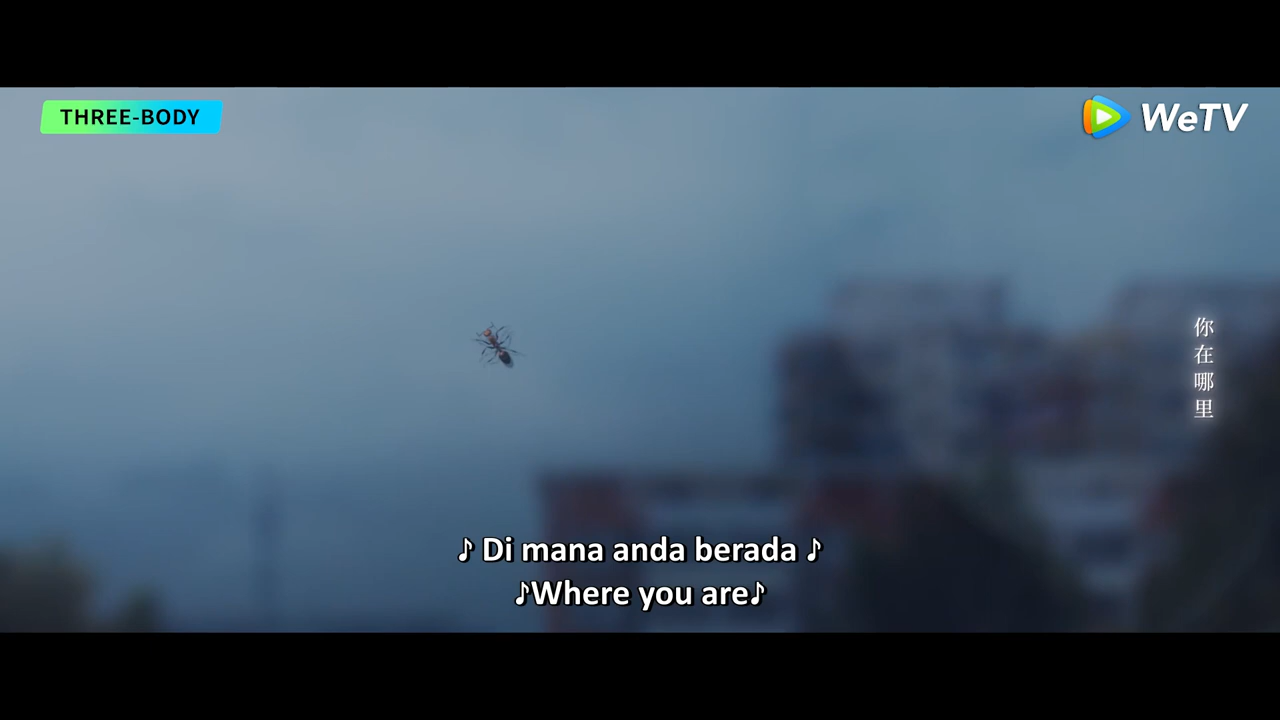 THREE-BODY
WeTV
你在哪里
♪ Di mana anda berada ♪
♪Where you are♪